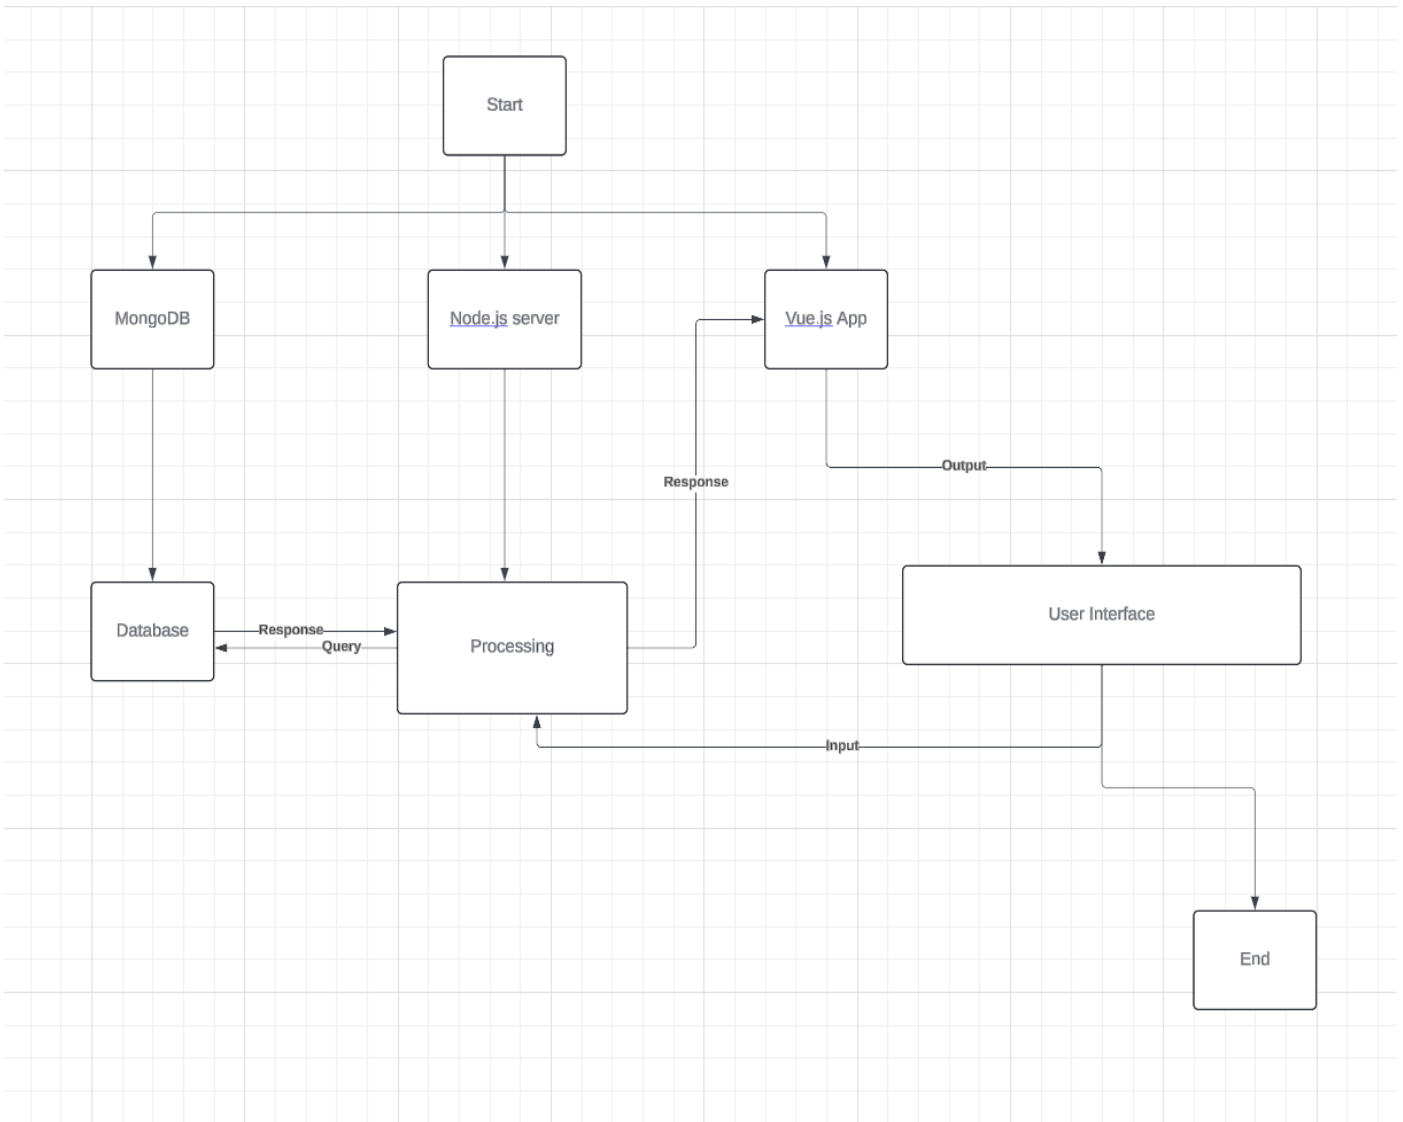 Start
MongoDB
Node.js server
Vue.js App
Output
Response
User Interface
Database
Response
Query
Processing
Input
End